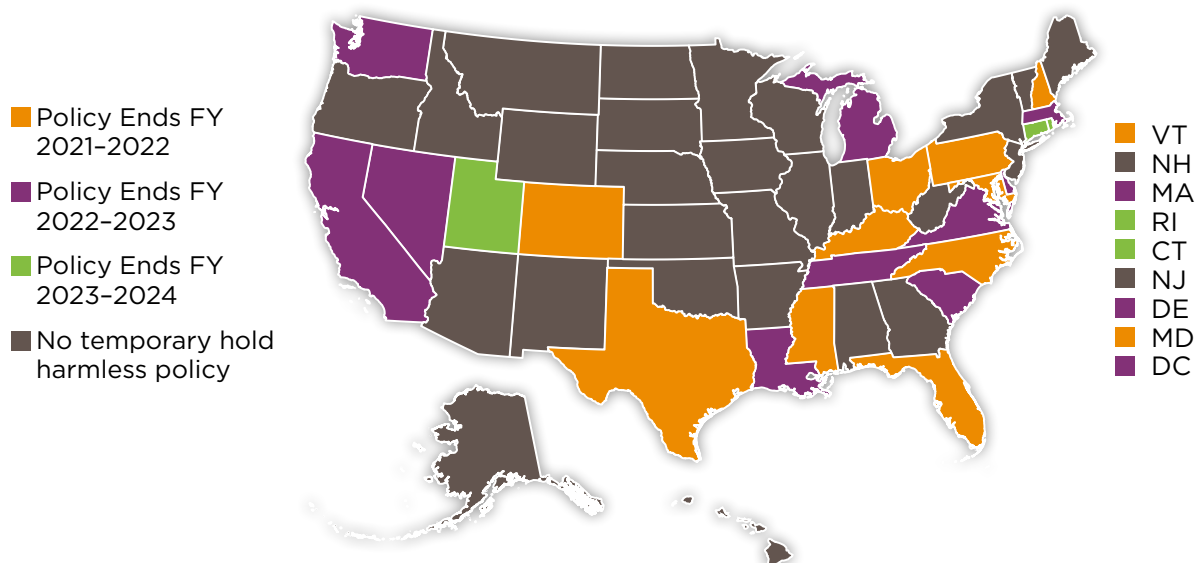 Policy Ends FY
2021–2022
Policy Ends FY
2022–2023
Policy Ends FY
2023–2024
No temporary hold
harmless policy
VT
NH
MA
RI
CT
NJ
DE
MD
DC